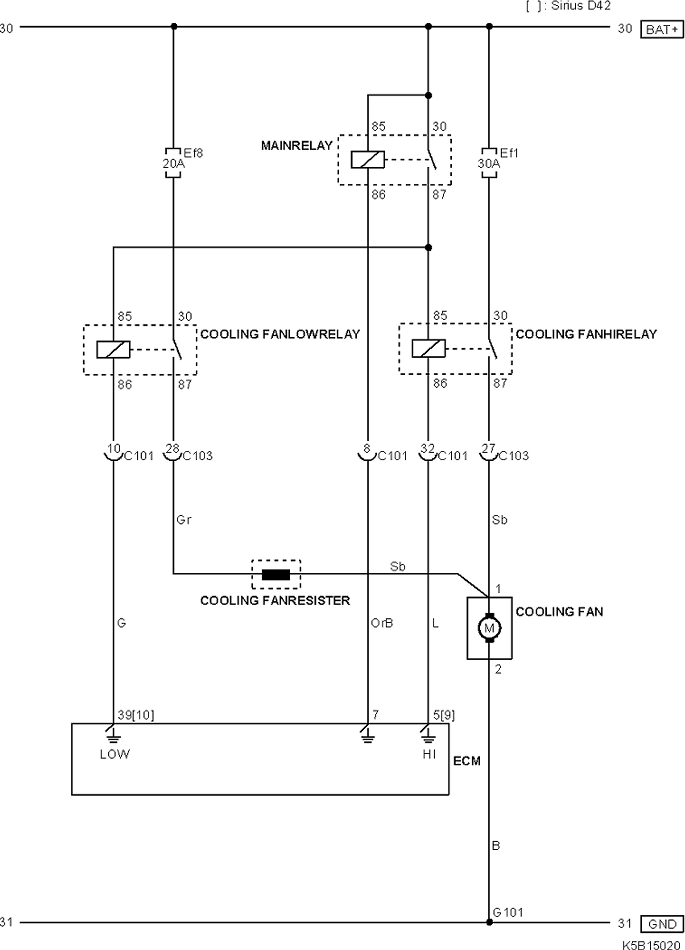 [ ] : Sirius D42
30
30 BAT+
85 30
MAINRELAY
Ef8
20A
Ef1
30A
86 87
85 30
COOLING FANLOWRELAY
86 87
85 30
COOLING FANHIRELAY
86 87
10 C101
28 C103
8 C101
32 C101
27 C103
Gr
Sb
Sb
COOLING FANRESISTER
1
COOLING FAN
M
2
G
OrB
L
39[10]
7
5[9]
LOW
HI
ECM
B
G101
31
31 GND
K5B15020